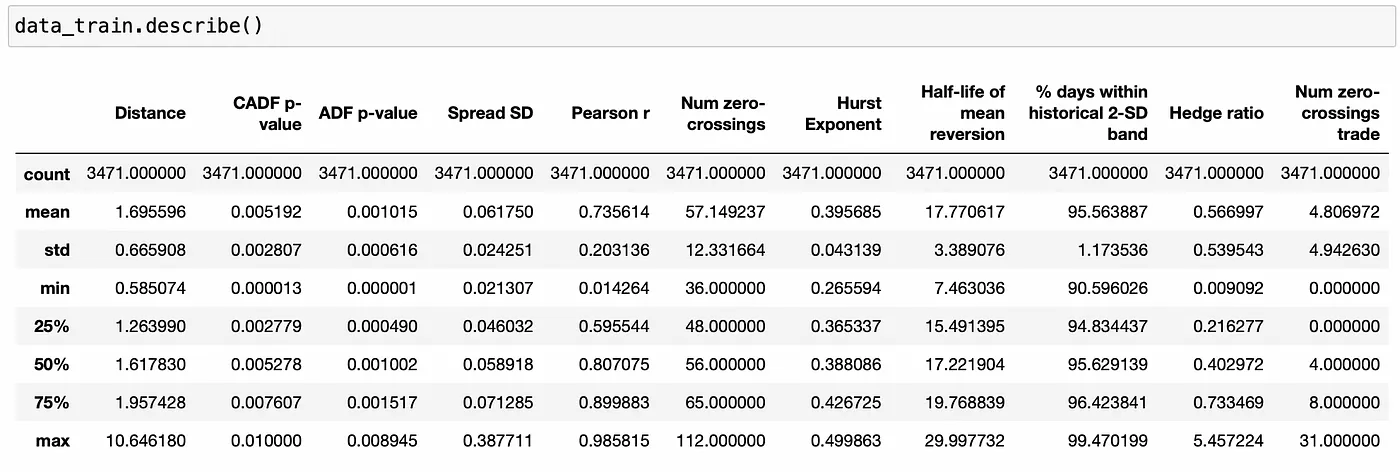 data_train.describe()
Distance CADF p-value ADF p-value Spread SD Pearson r Num zero-crossings Hurst Exponent Half-life of mean reversion % days within historical 2-SD band Hedge ratio Num zero-crossings trade
count 3471.000000 3471.000000 3471.000000 3471.000000 3471.000000 3471.000000 3471.000000 3471.000000 3471.000000 3471.000000 3471.000000
mean 1.695596 0.005192 0.001015 0.061750 0.735614 57.149237 0.395685 17.770617 95.563887 0.566997 4.806972
std 0.665908 0.002807 0.000616 0.024251 0.203136 12.331664 0.043139 3.389076 1.173536 0.539543 4.942630
min 0.585074 0.000013 0.000001 0.021307 0.014264 36.000000 0.265594 7.463036 90.596026 0.009092 0.000000
25% 1.263990 0.002779 0.000490 0.046032 0.595544 48.000000 0.365337 15.491395 94.834437 0.216277 0.000000
50% 1.617830 0.005278 0.001002 0.058918 0.807075 56.000000 0.388086 17.221904 95.629139 0.402972 4.000000
75% 1.957428 0.007607 0.001517 0.071285 0.899883 65.000000 0.426725 19.768839 96.423841 0.733469 8.000000
max 10.646180 0.010000 0.008945 0.387711 0.985815 112.000000 0.499863 29.997732 99.470199 5.457224 31.000000